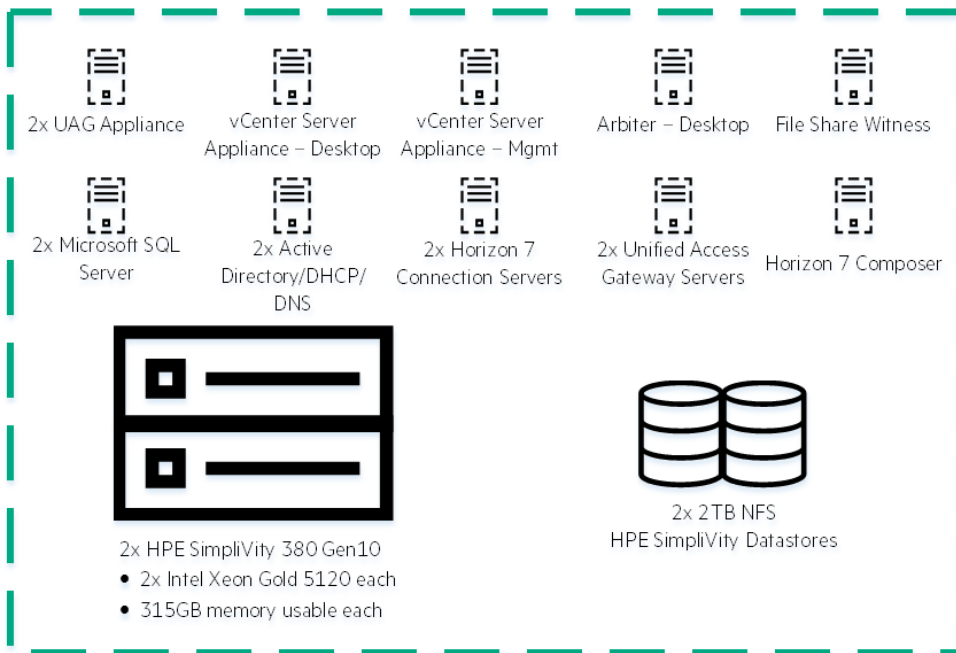 2x UAG Appliance
vCenter Server
Appliance – Desktop
vCenter Server
Appliance – Mgmt
Arbiter – Desktop
File Share Witness
2x Microsoft SQL
Server
2x Active
Directory/DHCP/
DNS
2x Horizon 7
Connection Servers
2x Unified Access
Gateway Servers
Horizon 7 Composer
2x HPE SimpliVity 380 Gen10
• 2x Intel Xeon Gold 5120 each
• 315GB memory usable each
2x 2TB NFS
HPE SimpliVity Datastores